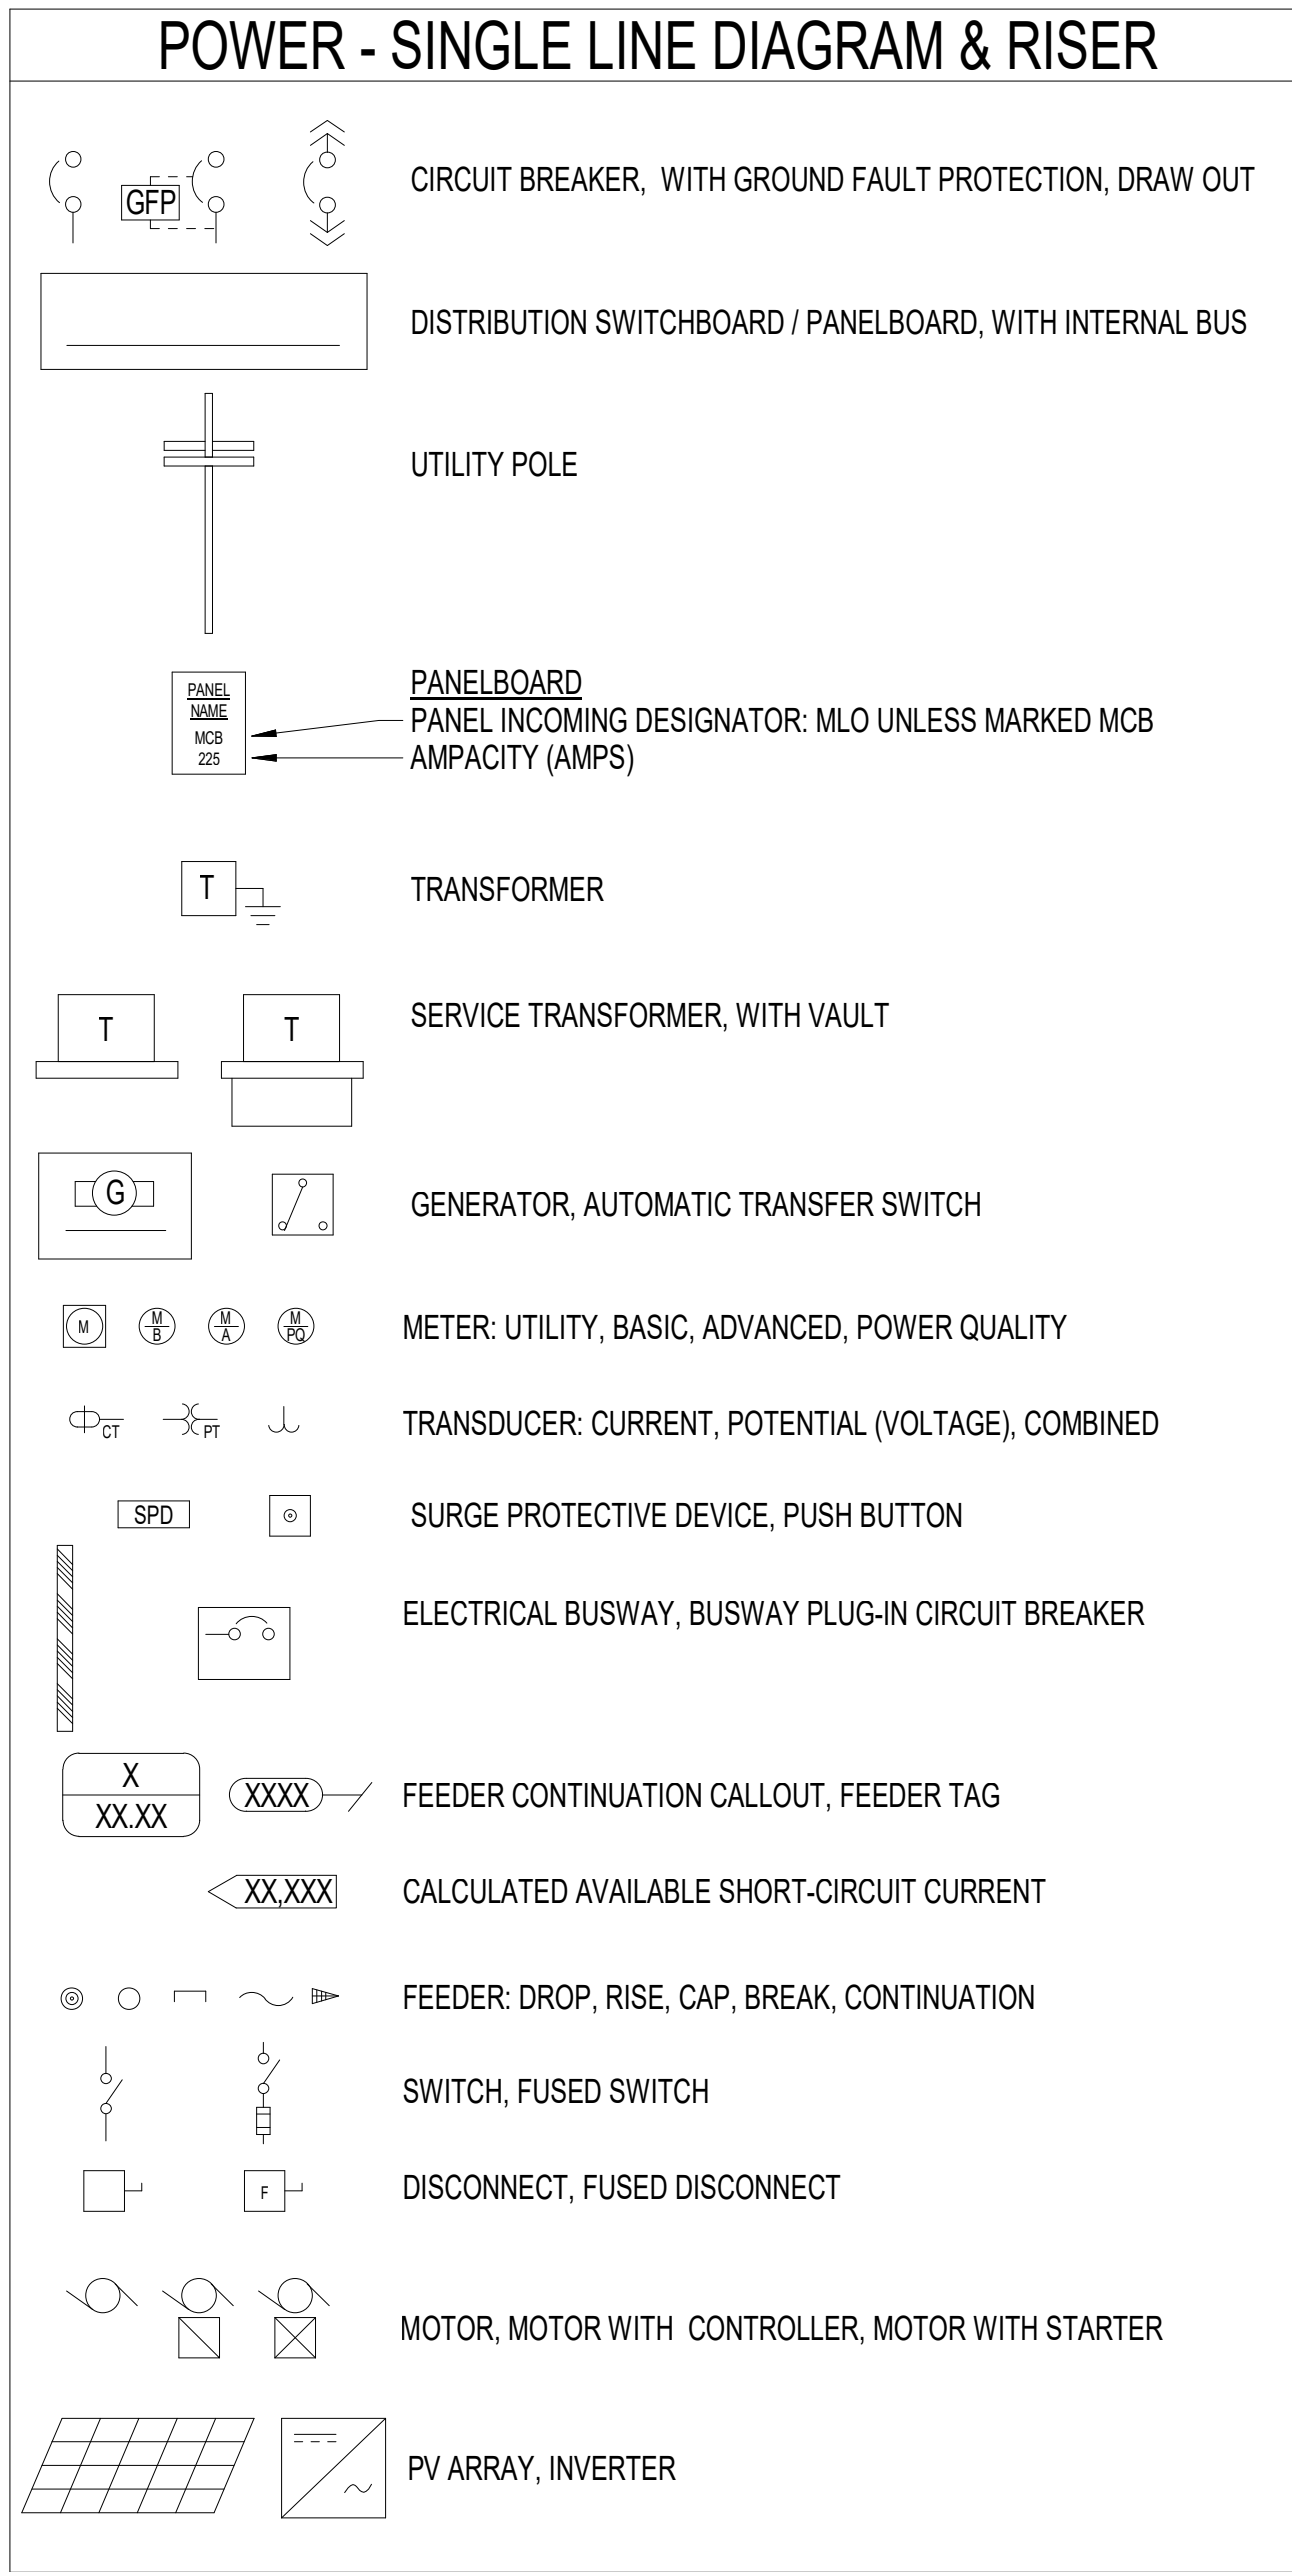 POWER - SINGLE LINE DIAGRAM & RISER
GFP
CIRCUIT BREAKER, WITH GROUND FAULT PROTECTION, DRAW OUT
DISTRIBUTION SWITCHBOARD / PANELBOARD, WITH INTERNAL BUS
UTILITY POLE
PANEL
NAME
MCB
225
PANELBOARD
PANEL INCOMING DESIGNATOR: MLO UNLESS MARKED MCB
AMPACITY (AMPS)
T
TRANSFORMER
T
T
SERVICE TRANSFORMER, WITH VAULT
G
GENERATOR, AUTOMATIC TRANSFER SWITCH
M
M
B
M
A
M
PQ
METER: UTILITY, BASIC, ADVANCED, POWER QUALITY
CT
PT
TRANSDUCER: CURRENT, POTENTIAL (VOLTAGE), COMBINED
SPD
SURGE PROTECTIVE DEVICE, PUSH BUTTON
ELECTRICAL BUSWAY, BUSWAY PLUG-IN CIRCUIT BREAKER
X
XX.XX
XXXX
FEEDER CONTINUATION CALLOUT, FEEDER TAG
XX,XXX
CALCULATED AVAILABLE SHORT-CIRCUIT CURRENT
FEEDER: DROP, RISE, CAP, BREAK, CONTINUATION
SWITCH, FUSED SWITCH
F
DISCONNECT, FUSED DISCONNECT
MOTOR, MOTOR WITH CONTROLLER, MOTOR WITH STARTER
PV ARRAY, INVERTER